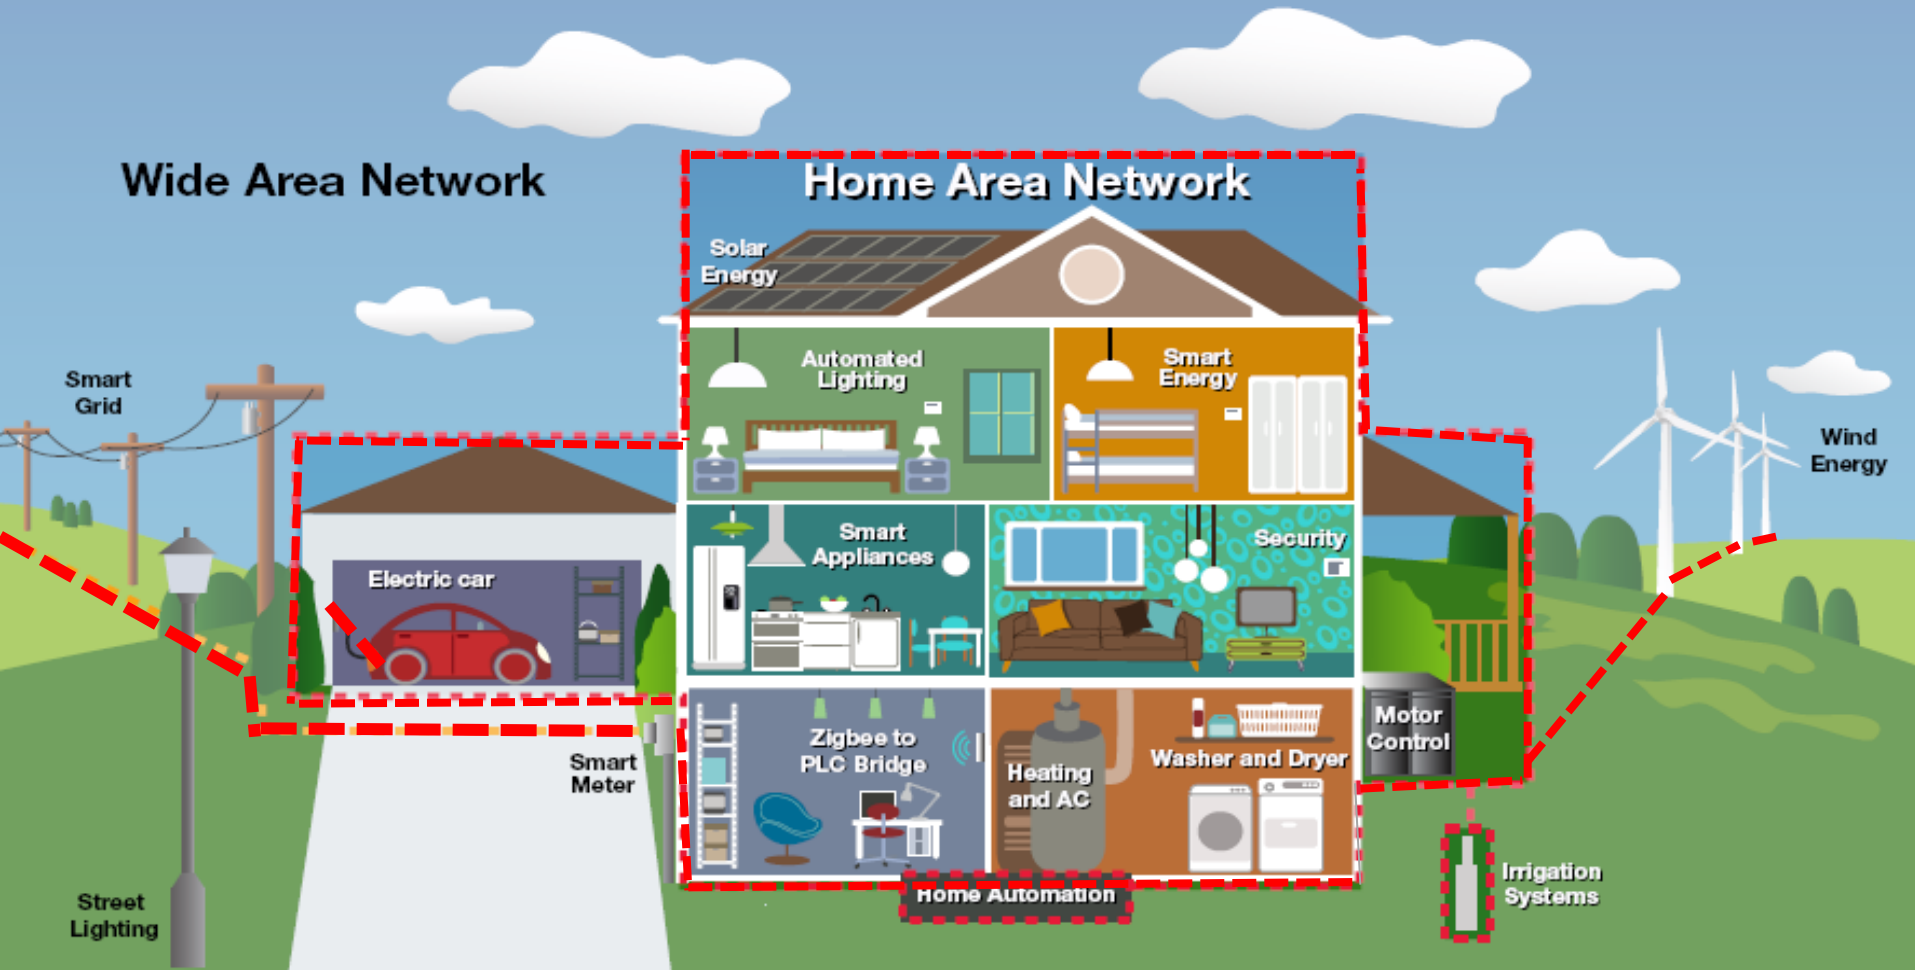 Wide Area Network
Home Area Network
Solar
Energy
Automated
Lighting
Smart
Energy
Smart
Grid
Wind
Energy
Electric car
Smart
Appliances
Security
Smart
Meter
Zigbee to
PLC Bridge
Heating
and AC
Washer and Dryer
Motor
Control
Home Automation
Irrigation
Systems
Street
Lighting